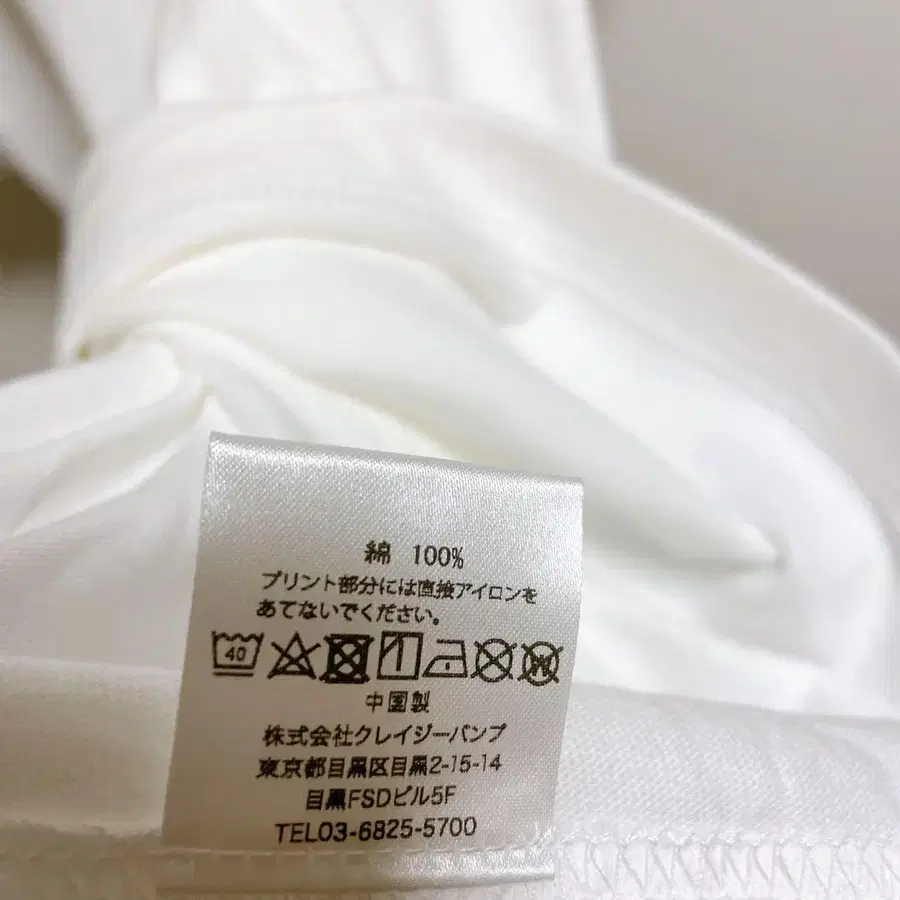 綿 100%
プリント部分には直接アイロンを
あてないでください。
40
中国製
株式会社クレイジーバンプ
東京都目黒区目黒2-15-14
目黒FSDビル5F
TEL03-6825-5700